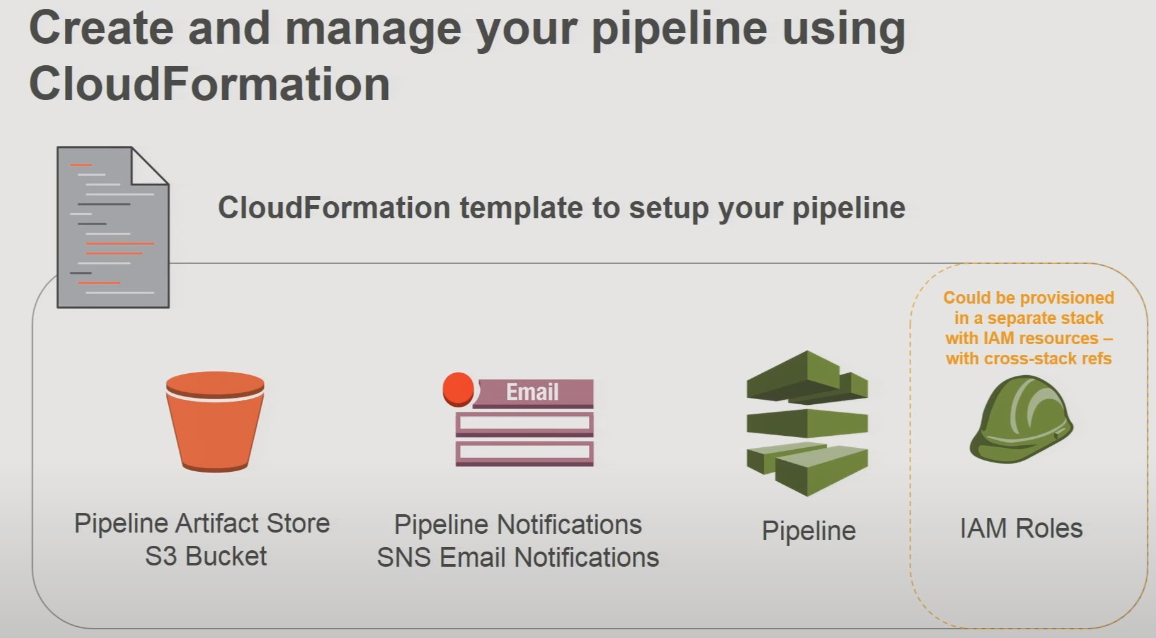 Create and manage your pipeline using
CloudFormation
CloudFormation template to setup your pipeline
Could be provisioned
in a separate stack
with IAM resources –
with cross-stack refs
Email
Pipeline Artifact Store
S3 Bucket
Pipeline Notifications
SNS Email Notifications
Pipeline
IAM Roles